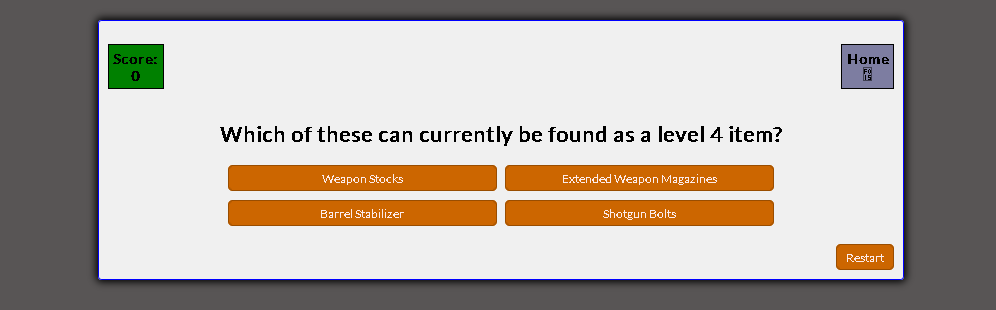 Score:
0
Home
Which of these can currently be found as a level 4 item?
Weapon Stocks
Extended Weapon Magazines
Barrel Stabilizer
Shotgun Bolts
Restart